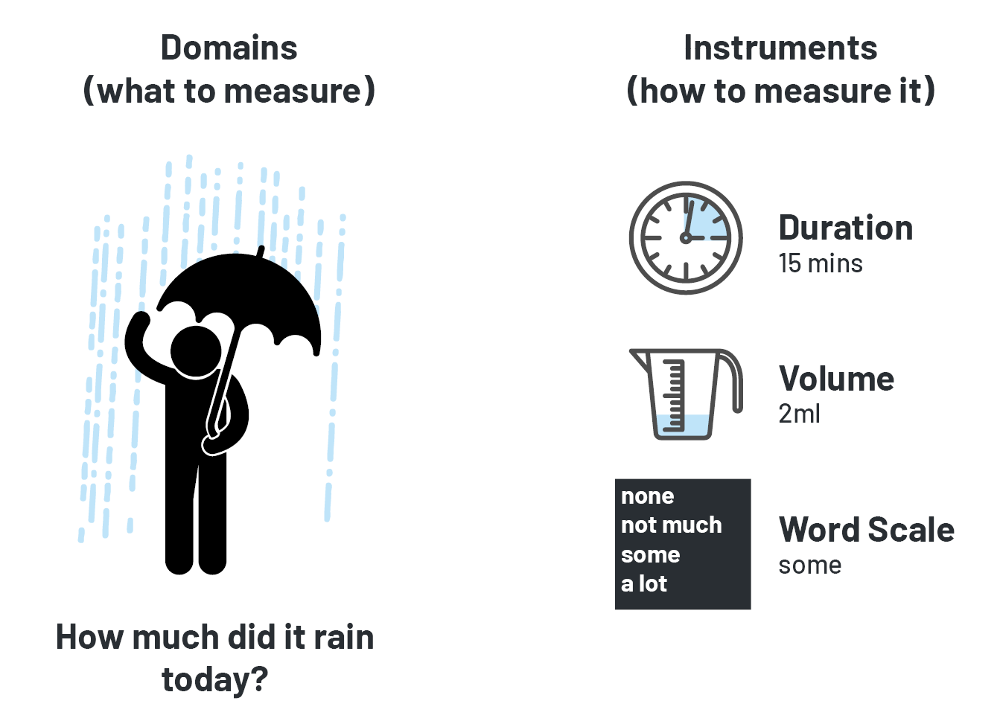 Domains
(what to measure)
How much did it rain
today?
Instruments
(how to measure it)
Duration
15 mins
Volume
2ml
none
not much
some
a lot
Word Scale
some